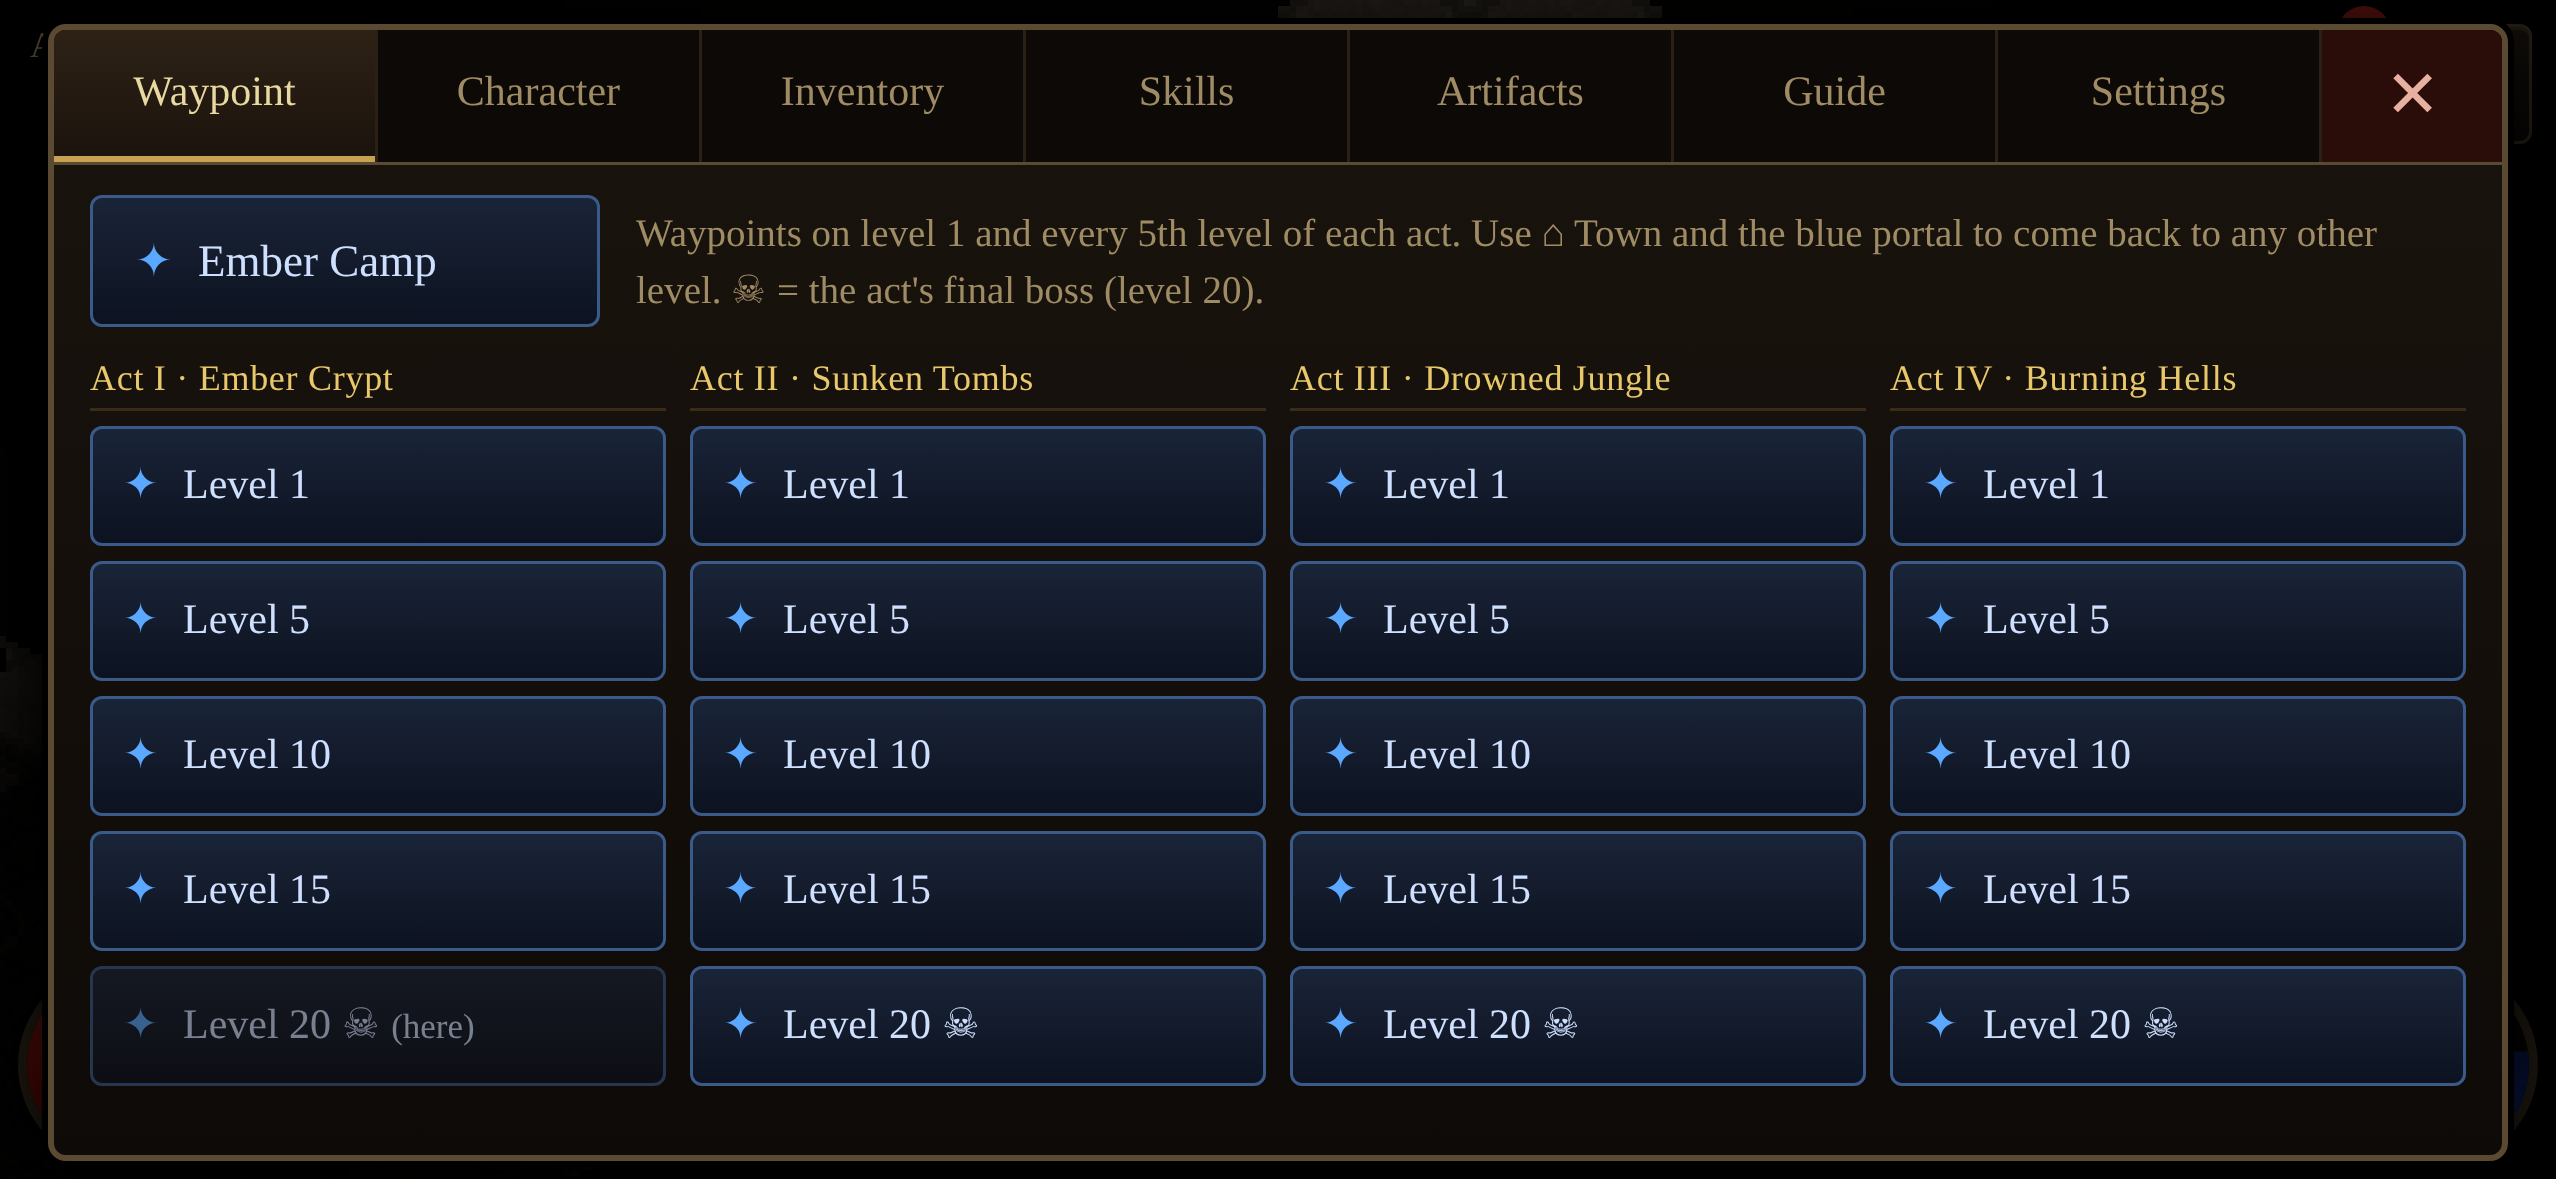 Waypoint
Character
Inventory
Skills
Artifacts
Guide
Settings
✕
✦ Ember Camp
Waypoints on level 1 and every 5th level of each act. Use ⌂ Town and the blue portal to come back to any other
level. ☠ = the act's final boss (level 20).
Act I · Ember Crypt
✦ Level 1
✦ Level 5
✦ Level 10
✦ Level 15
✦ Level 20 ☠ (here)
Act II · Sunken Tombs
✦ Level 1
✦ Level 5
✦ Level 10
✦ Level 15
✦ Level 20 ☠
Act III · Drowned Jungle
✦ Level 1
✦ Level 5
✦ Level 10
✦ Level 15
✦ Level 20 ☠
Act IV · Burning Hells
✦ Level 1
✦ Level 5
✦ Level 10
✦ Level 15
✦ Level 20 ☠